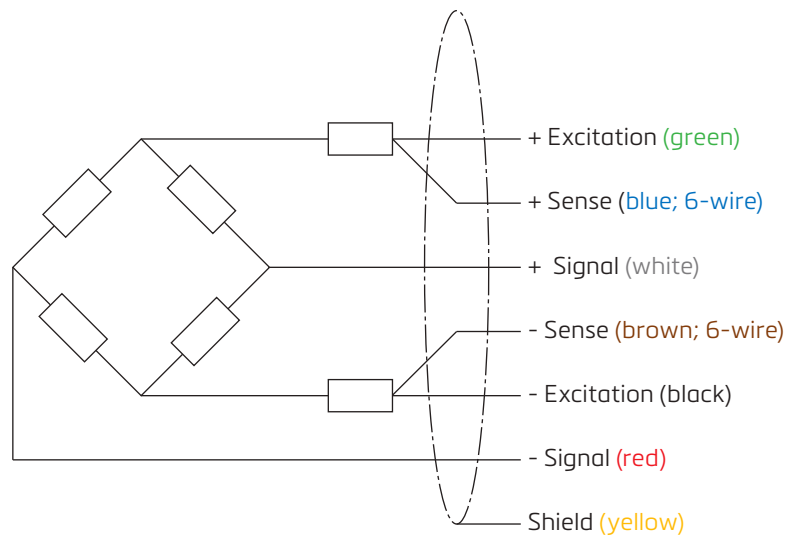 + Excitation (green)
+ Sense (blue; 6-wire)
+ Signal (white)
- Sense (brown; 6-wire)
- Excitation (black)
- Signal (red)
Shield (yellow)